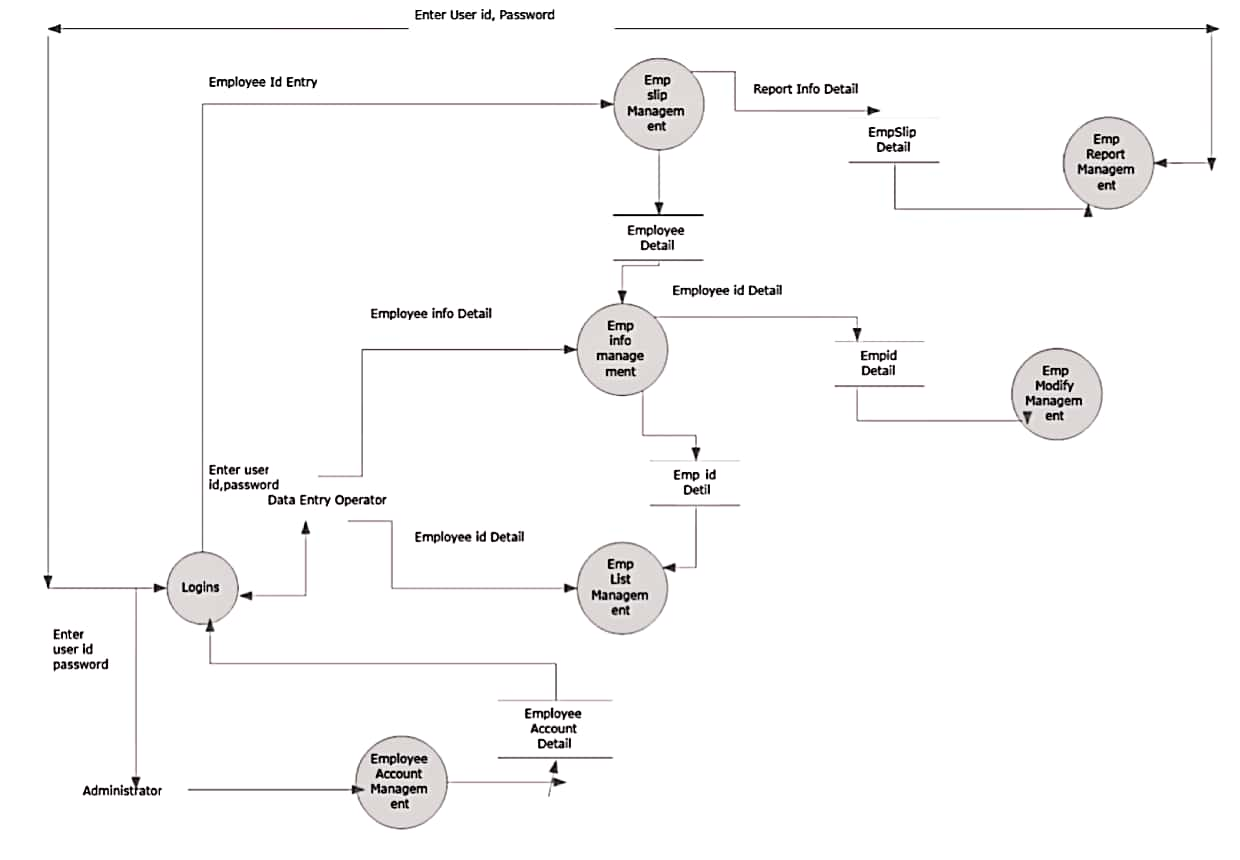 Enter User id, Password
Employee Id Entry
Emp
slip
Managem
ent
Report Info Detail
EmpSlip
Detail
Emp
Report
Managem
ent
Employee
Detail
Employee id Detail
Employee info Detail
Emp
info
manage
ment
Empid
Detail
Emp
Modify
Managem
ent
Enter user
id,password
Data Entry Operator
Emp id
Detil
Employee id Detail
Emp
List
Managem
ent
Logins
Enter
user id
password
Employee
Account
Detail
Employee
Account
Managem
ent
Administrator